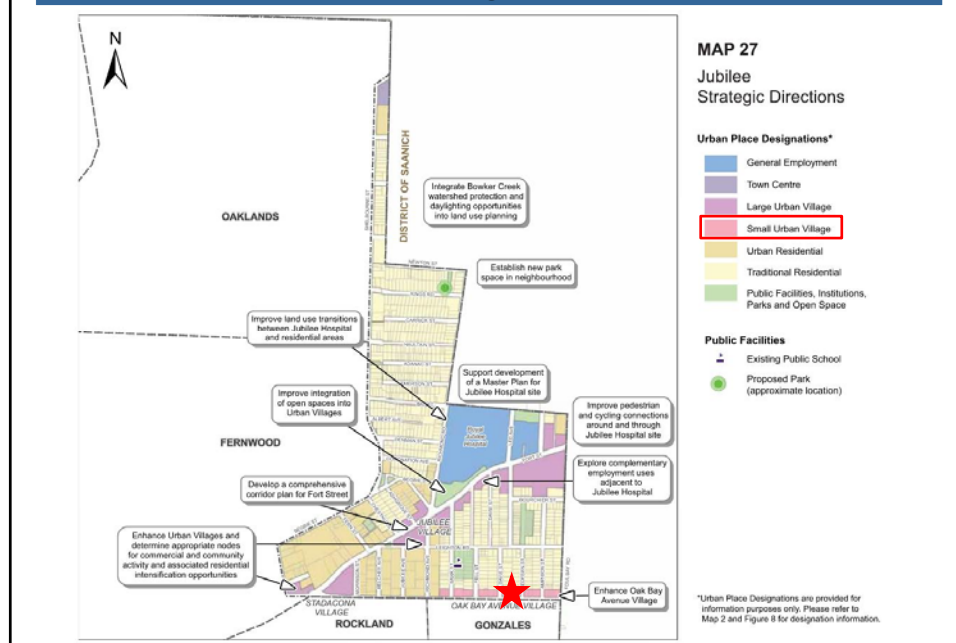 N
MAP 27
Jubilee
Strategic Directions
Urban Place Designations*
General Employment
Town Centre
Large Urban Village
Small Urban Village
Urban Residential
Traditional Residential
Public Facilities, Institutions,
Parks and Open Space
Public Facilities
Existing Public School
Proposed Park
(approximate location)
*Urban Place Designations are provided for
information purposes only. Please refer to
Map 2 and Figure 8 for designation information.
OAKLANDS
DISTRICT OF SAANICH
SHELBOURNE ST
Integrate Bowker Creek
watershed protection and
daylighting opportunities
into land use planning
NEWTON ST
Establish new park
space in neighbourhood
KINGS RD
Improve land use transitions
between Jubilee Hospital
and residential areas
Support development
of a Master Plan for
Jubilee Hospital site
Improve integration
of open spaces into
Urban Villages
Royal
Jubilee
Hospital
Improve pedestrian
and cycling connections
around and through
Jubilee Hospital site
FERNWOOD
Explore complementary
employment uses
adjacent to
Jubilee Hospital
Develop a comprehensive
corridor plan for Fort Street
JUBILEE
VILLAGE
Enhance Urban Villages and
determine appropriate nodes
for commercial and community
activity and associated residential
intensification opportunities
Enhance Oak Bay
Avenue Village
STADACONA
VILLAGE
OAK BAY AVENUE VILLAGE
ROCKLAND
GONZALES